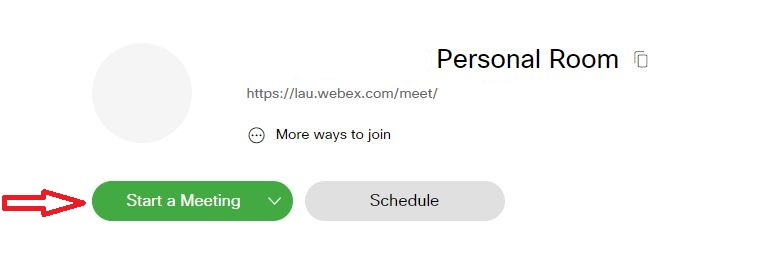 Personal Room
https://lau.webex.com/meet/
More ways to join
Start a Meeting
Schedule